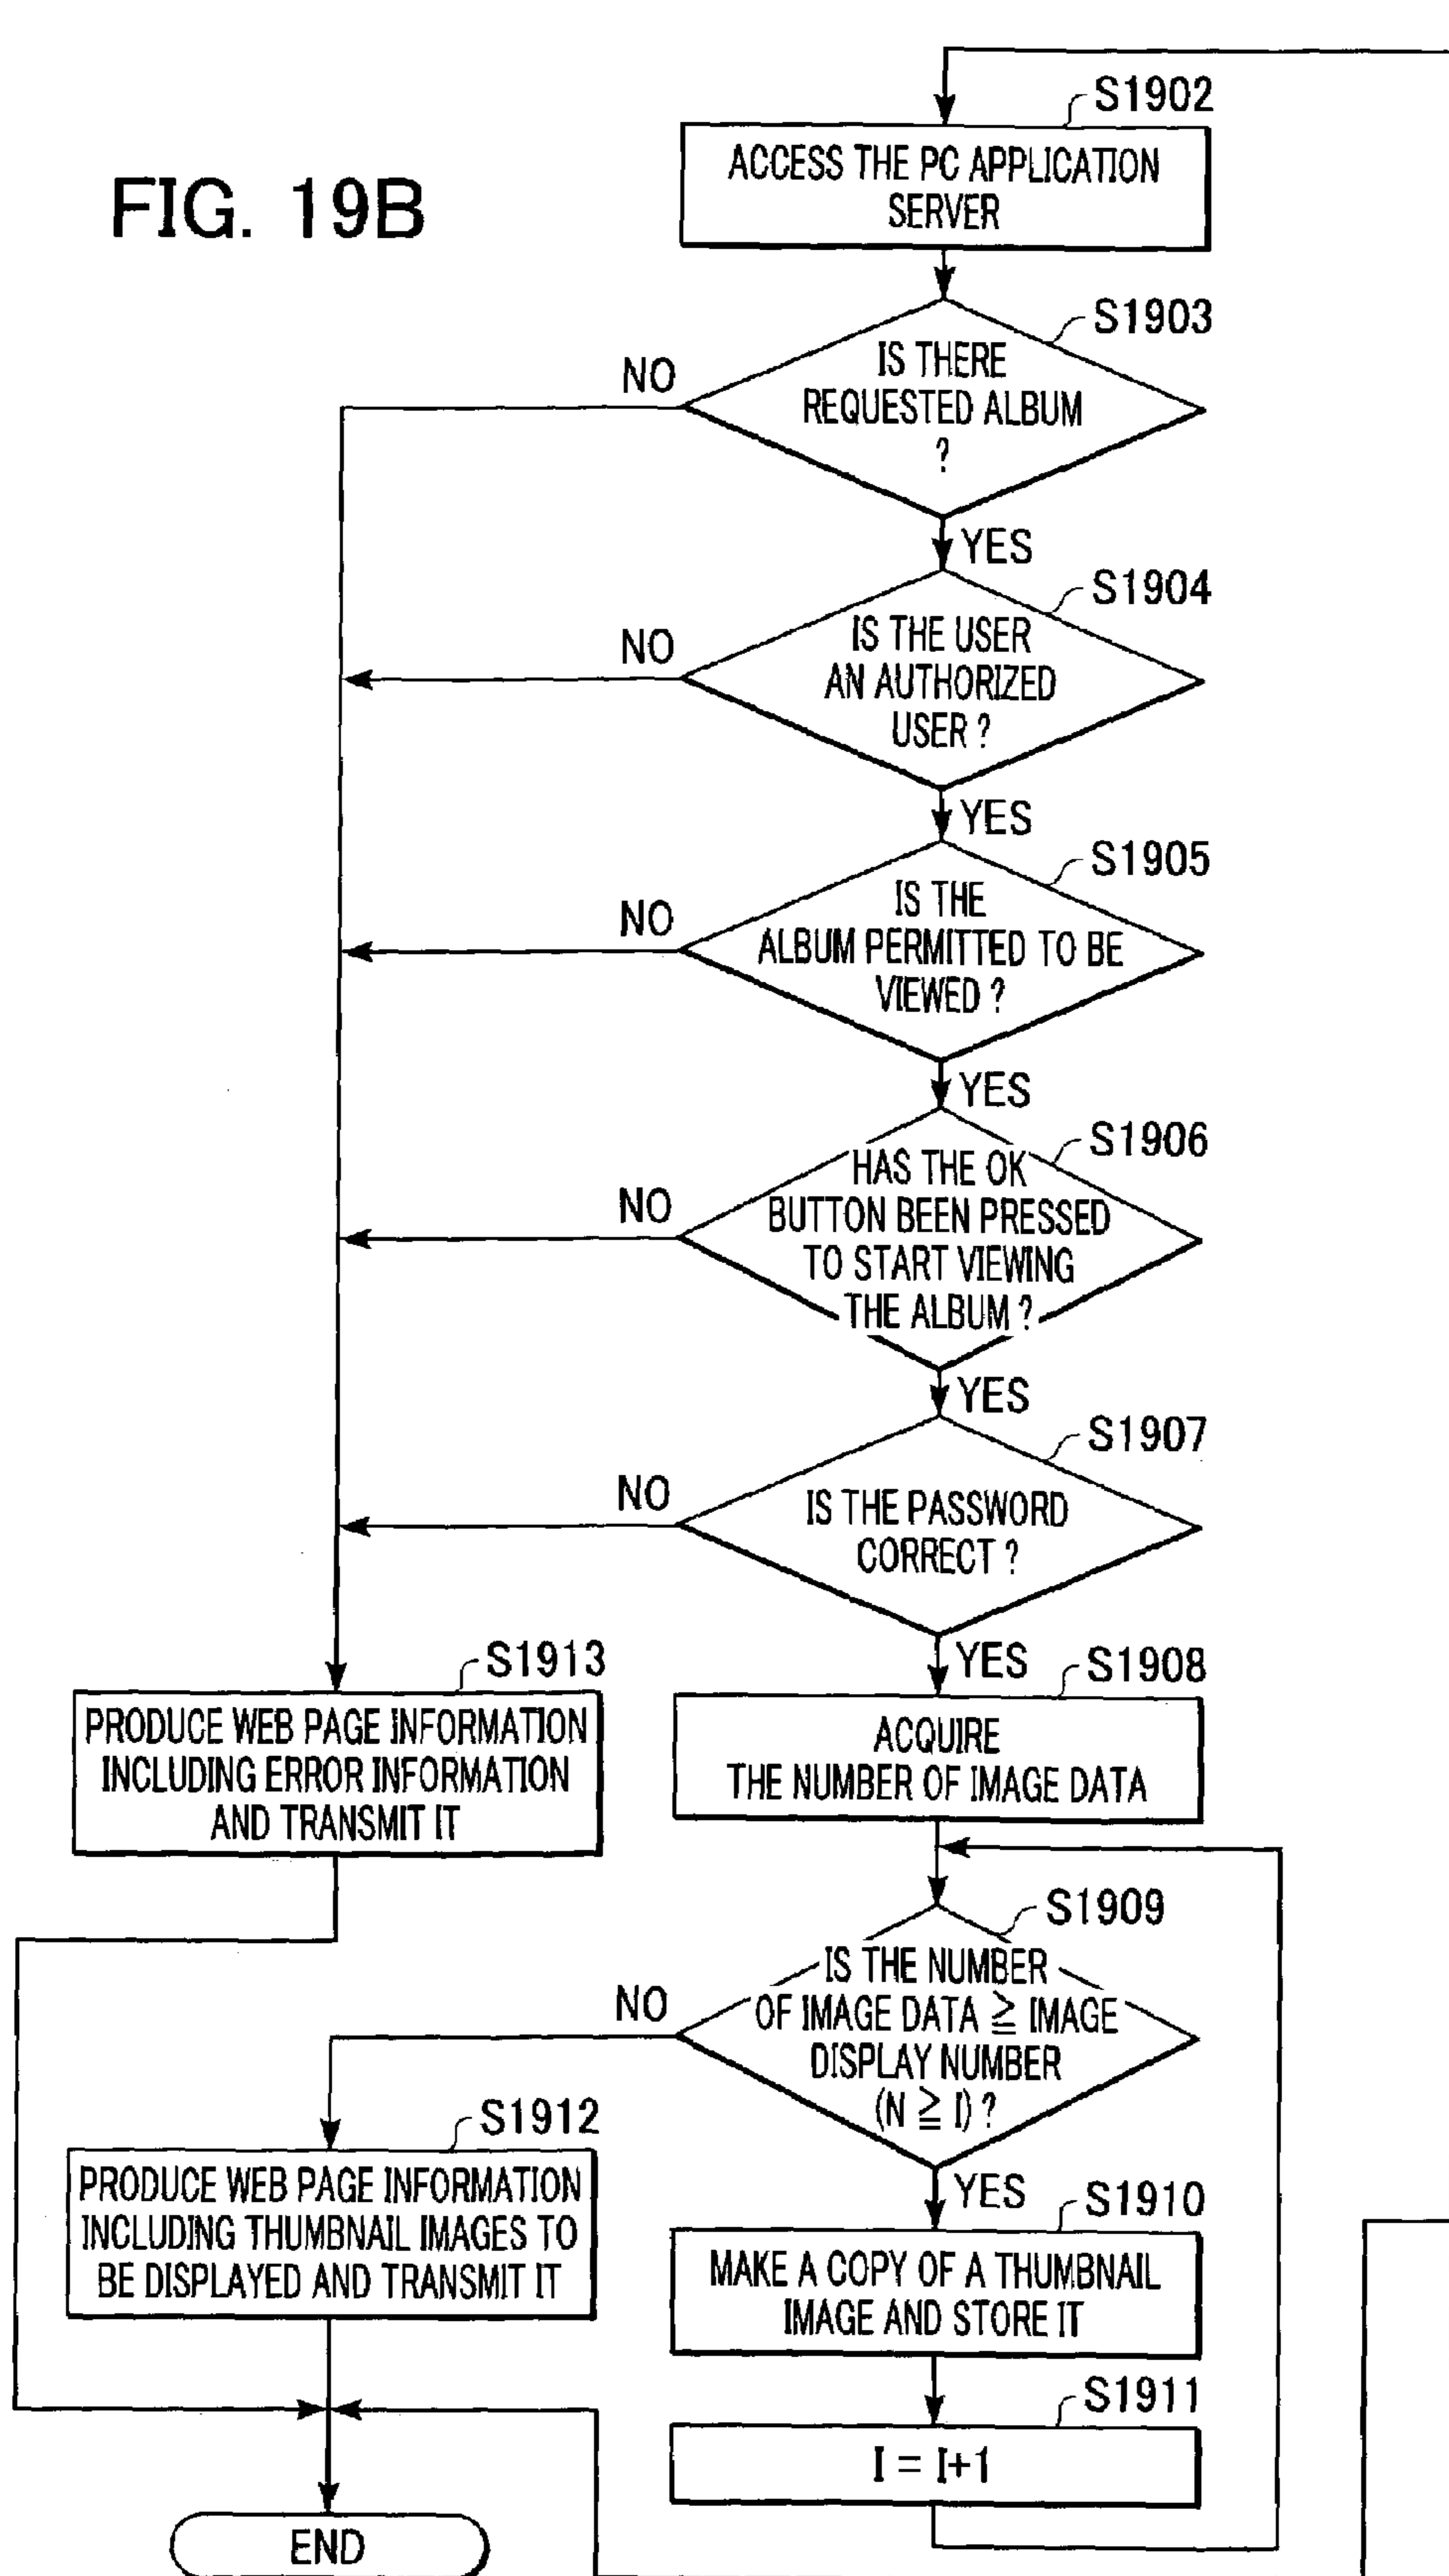 FIG. 19B
S1902
ACCESS THE PC APPLICATION
SERVER
S1903
IS THERE
REQUESTED ALBUM
?
NO
YES
S1904
IS THE USER
AN AUTHORIZED
USER ?
NO
YES
S1905
IS THE
ALBUM PERMITTED TO BE
VIEWED ?
NO
YES
S1906
HAS THE OK
BUTTON BEEN PRESSED
TO START VIEWING
THE ALBUM ?
NO
YES
S1907
IS THE PASSWORD
CORRECT ?
NO
YES
S1913
PRODUCE WEB PAGE INFORMATION
INCLUDING ERROR INFORMATION
AND TRANSMIT IT
S1908
ACQUIRE
THE NUMBER OF IMAGE DATA
S1909
IS THE NUMBER
OF IMAGE DATA ≧ IMAGE
DISPLAY NUMBER
(N ≧ I) ?
NO
YES
S1912
PRODUCE WEB PAGE INFORMATION
INCLUDING THUMBNAIL IMAGES TO
BE DISPLAYED AND TRANSMIT IT
S1910
MAKE A COPY OF A THUMBNAIL
IMAGE AND STORE IT
S1911
I = I+1
END